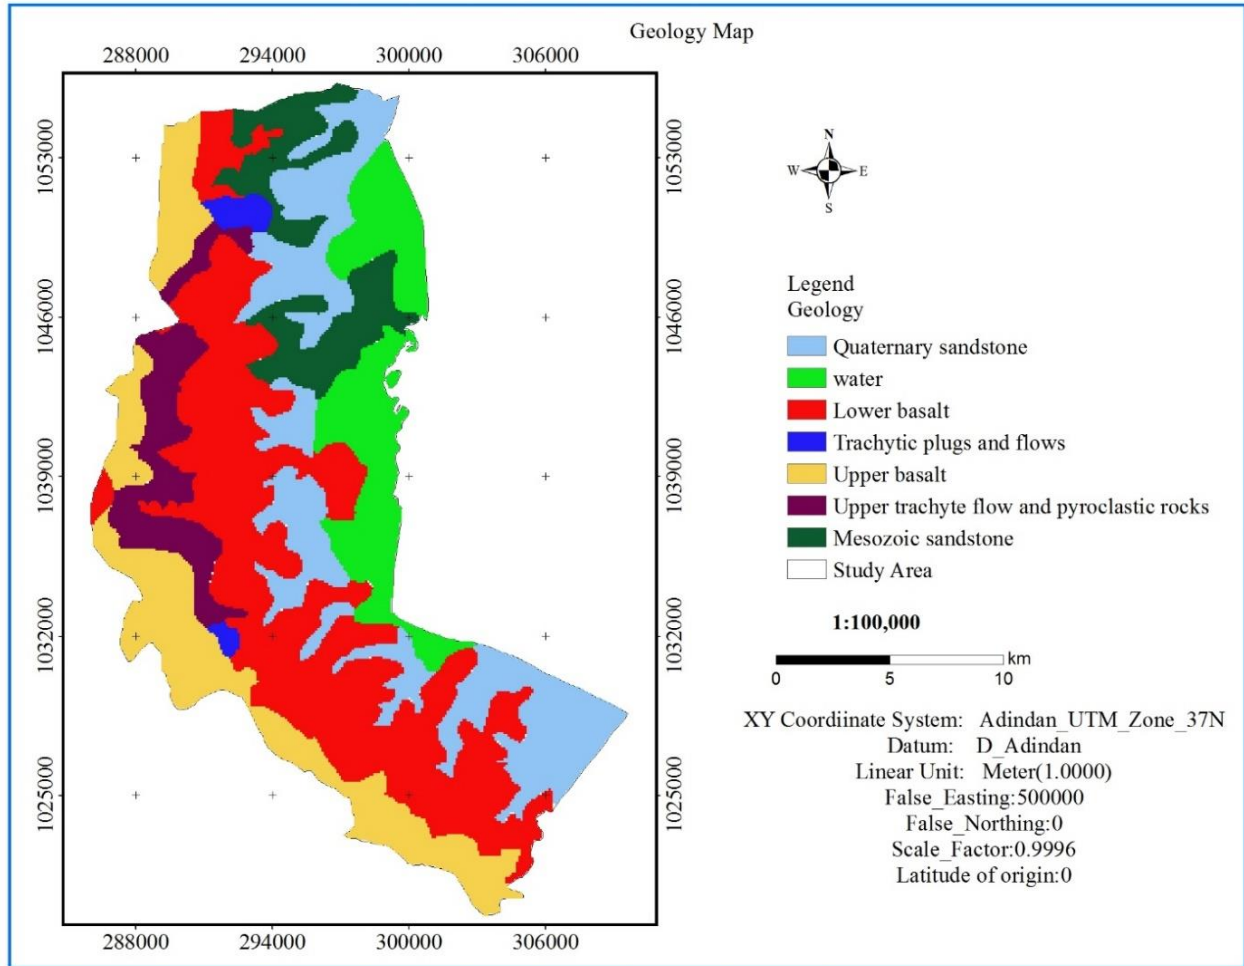 Geology Map
288000 294000 300000 306000
1053000 1053000
1046000 1046000
1039000 1039000
1032000 1032000
1025000 1025000
288000 294000 300000 306000
N
W E
S
Legend
Geology
Quaternary sandstone
water
Lower basalt
Trachytic plugs and flows
Upper basalt
Upper trachyte flow and pyroclastic rocks
Mesozoic sandstone
Study Area
1:100,000
km
0 5 10
XY Coordiinate System: Adindan_UTM_Zone_37N
Datum: D_Adindan
Linear Unit: Meter(1.0000)
False_Easting:500000
False_Northing:0
Scale_Factor:0.9996
Latitude of origin:0